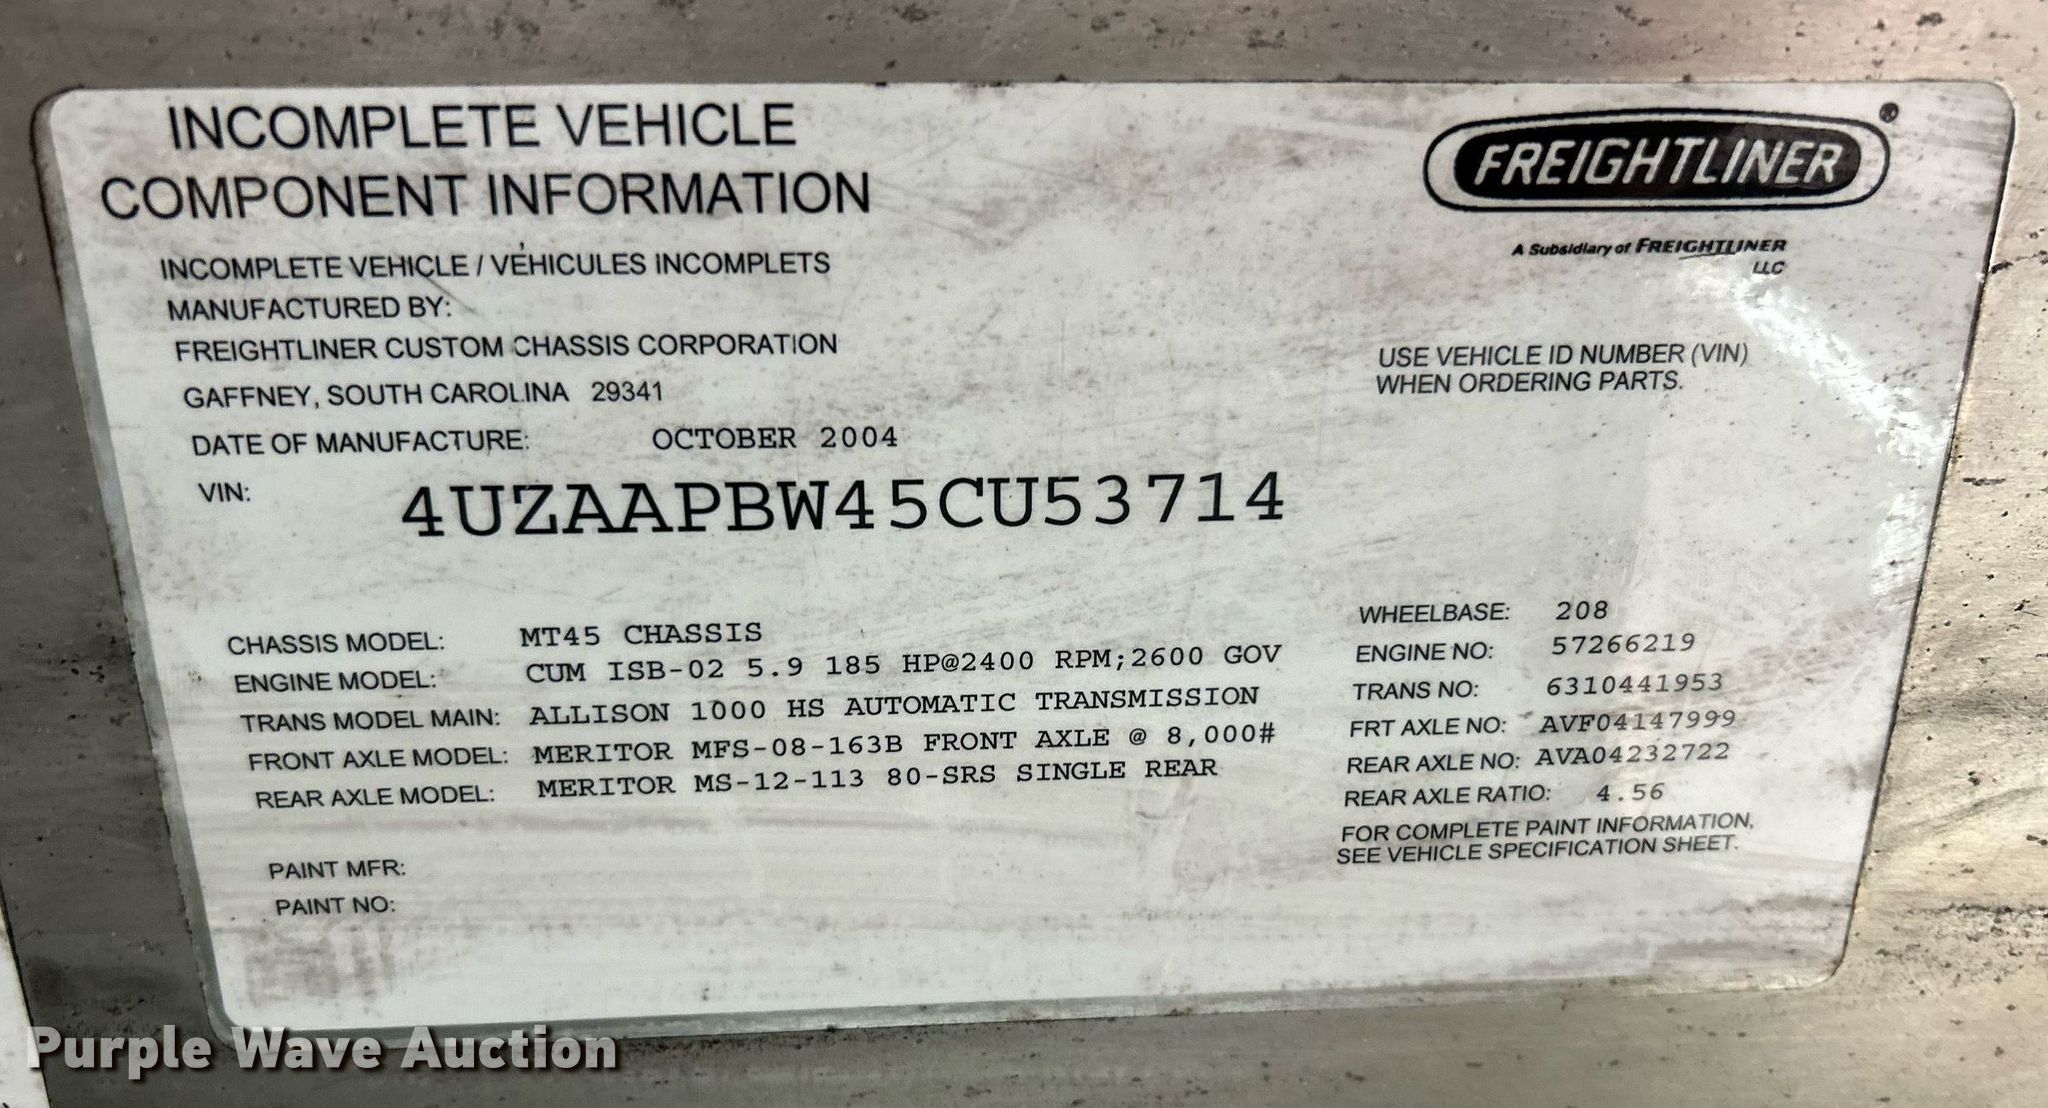 INCOMPLETE VEHICLE
COMPONENT INFORMATION
FREIGHTLINER®
A Subsidiary of FREIGHTLINER
LLC
INCOMPLETE VEHICLE / VÉHICULES INCOMPLETS
MANUFACTURED BY:
FREIGHTLINER CUSTOM CHASSIS CORPORATION
GAFFNEY, SOUTH CAROLINA 29341
DATE OF MANUFACTURE: OCTOBER 2004
USE VEHICLE ID NUMBER (VIN)
WHEN ORDERING PARTS.
VIN: 4UZAAPBW45CU53714
CHASSIS MODEL: MT45 CHASSIS
ENGINE MODEL: CUM ISB-02 5.9 185 HP@2400 RPM;2600 GOV
TRANS MODEL MAIN: ALLISON 1000 HS AUTOMATIC TRANSMISSION
FRONT AXLE MODEL: MERITOR MFS-08-163B FRONT AXLE @ 8,000#
REAR AXLE MODEL: MERITOR MS-12-113 80-SRS SINGLE REAR
WHEELBASE: 208
ENGINE NO: 57266219
TRANS NO: 6310441953
FRT AXLE NO: AVF04147999
REAR AXLE NO: AVA04232722
REAR AXLE RATIO: 4.56
FOR COMPLETE PAINT INFORMATION,
SEE VEHICLE SPECIFICATION SHEET.
PAINT MFR:
PAINT NO:
Purple Wave Auction